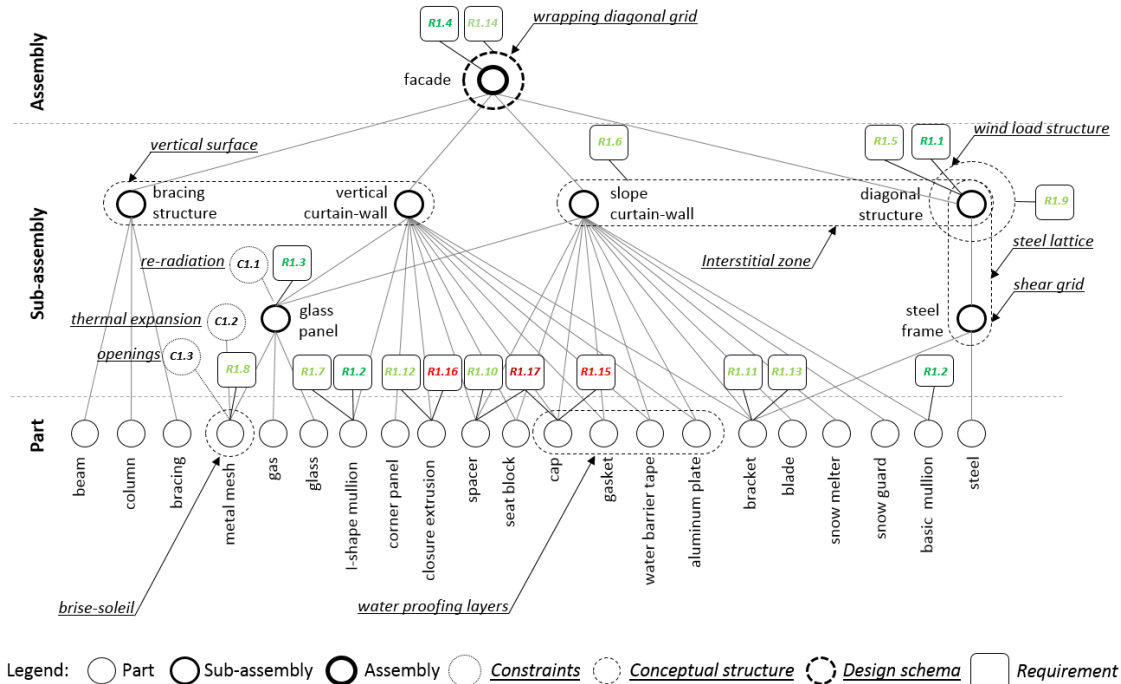 R1.4
R1.14
wrapping diagonal grid
Assembly
facade
vertical surface
R1.6
R1.5
R1.1
wind load structure
Sub-assembly
bracing
structure
vertical
curtain-wall
slope
curtain-wall
diagonal
structure
R1.9
re-radiation
C1.1
R1.3
Interstitial zone
steel lattice
shear grid
thermal expansion
C1.2
glass
panel
steel
frame
openings
C1.3
R1.8
R1.7
R1.2
R1.12
R1.16
R1.10
R1.17
R1.15
R1.11
R1.13
R1.2
Part
beam
column
bracing
metal mesh
gas
glass
I-shape mullion
corner panel
closure extrusion
spacer
seat block
cap
gasket
water barrier tape
aluminum plate
bracket
blade
snow melter
snow guard
basic mullion
steel
brise-soleil
water proofing layers
Legend: Part Sub-assembly Assembly Constraints Conceptual structure Design schema Requirement